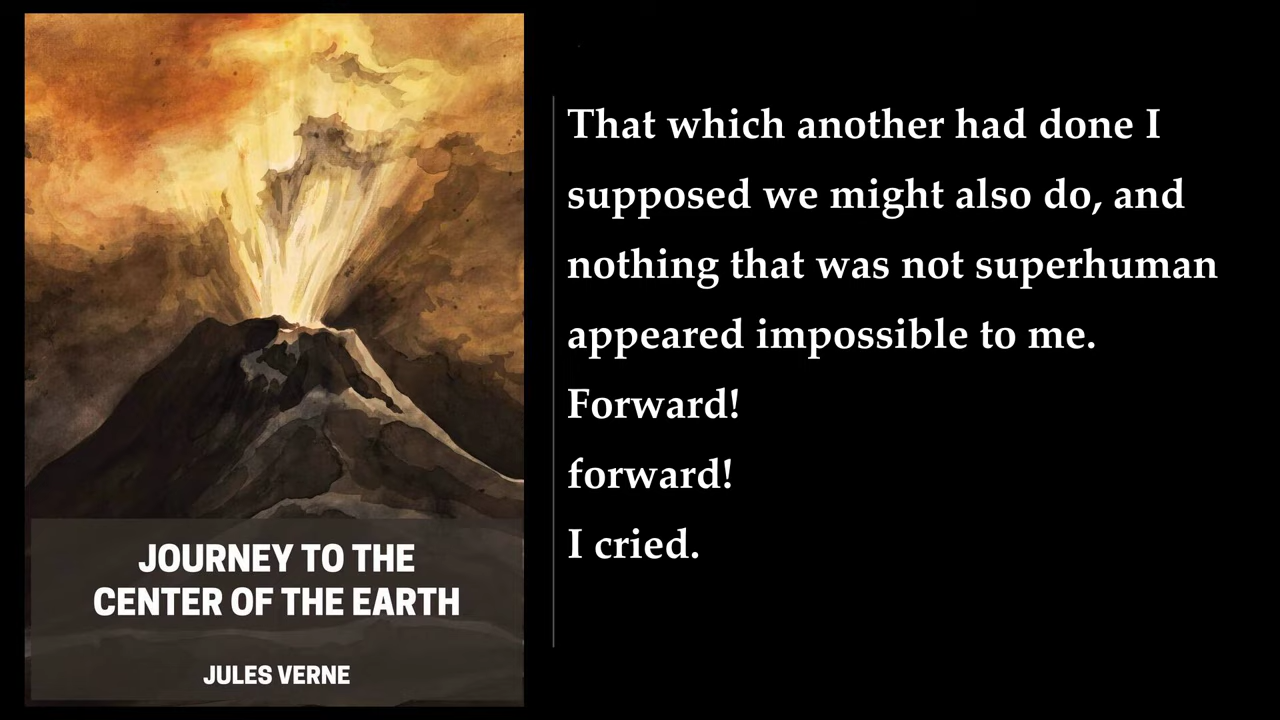 JOURNEY TO THE
CENTER OF THE EARTH
JULES VERNE
That which another had done I
supposed we might also do, and
nothing that was not superhuman
appeared impossible to me.
Forward!
forward!
I cried.